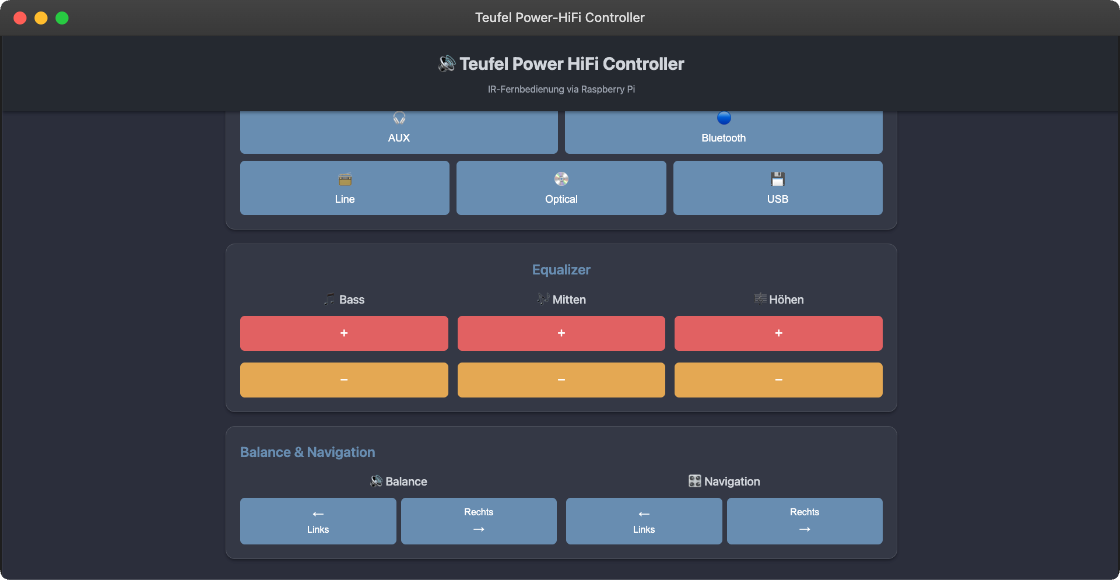 Teufel Power-HiFi Controller
🔊 Teufel Power HiFi Controller
IR-Fernbedienung via Raspberry Pi
AUX
Bluetooth
Line
Optical
USB
Equalizer
Bass
Mitten
Höhen
+
+
+
−
−
−
Balance & Navigation
Balance
Navigation
←
Links
Rechts
→
←
Links
Rechts
→